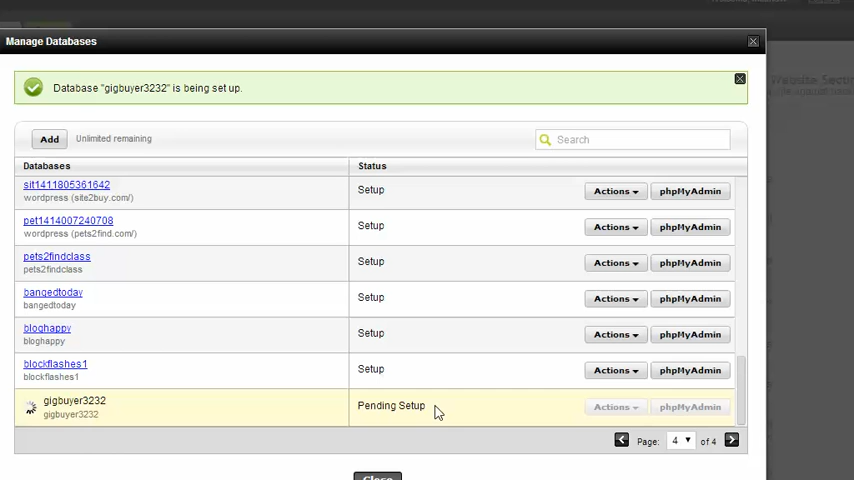 Manage Databases
Database "gigbuyer3232" is being set up.
Add Unlimited remaining Search
Databases Status
sit1411805361642 Setup Actions phpMyAdmin
wordpress (site2buy.com/)
pet1414007240708 Setup Actions phpMyAdmin
wordpress (pets2find.com/)
pets2findclass Setup Actions phpMyAdmin
pets2findclass
bangedtoday Setup Actions phpMyAdmin
bangedtoday
bloghappy Setup Actions phpMyAdmin
bloghappy
blockflashes1 Setup Actions phpMyAdmin
blockflashes1
gigbuyer3232 Pending Setup Actions phpMyAdmin
gigbuyer3232
Page: 4 of 4
Close